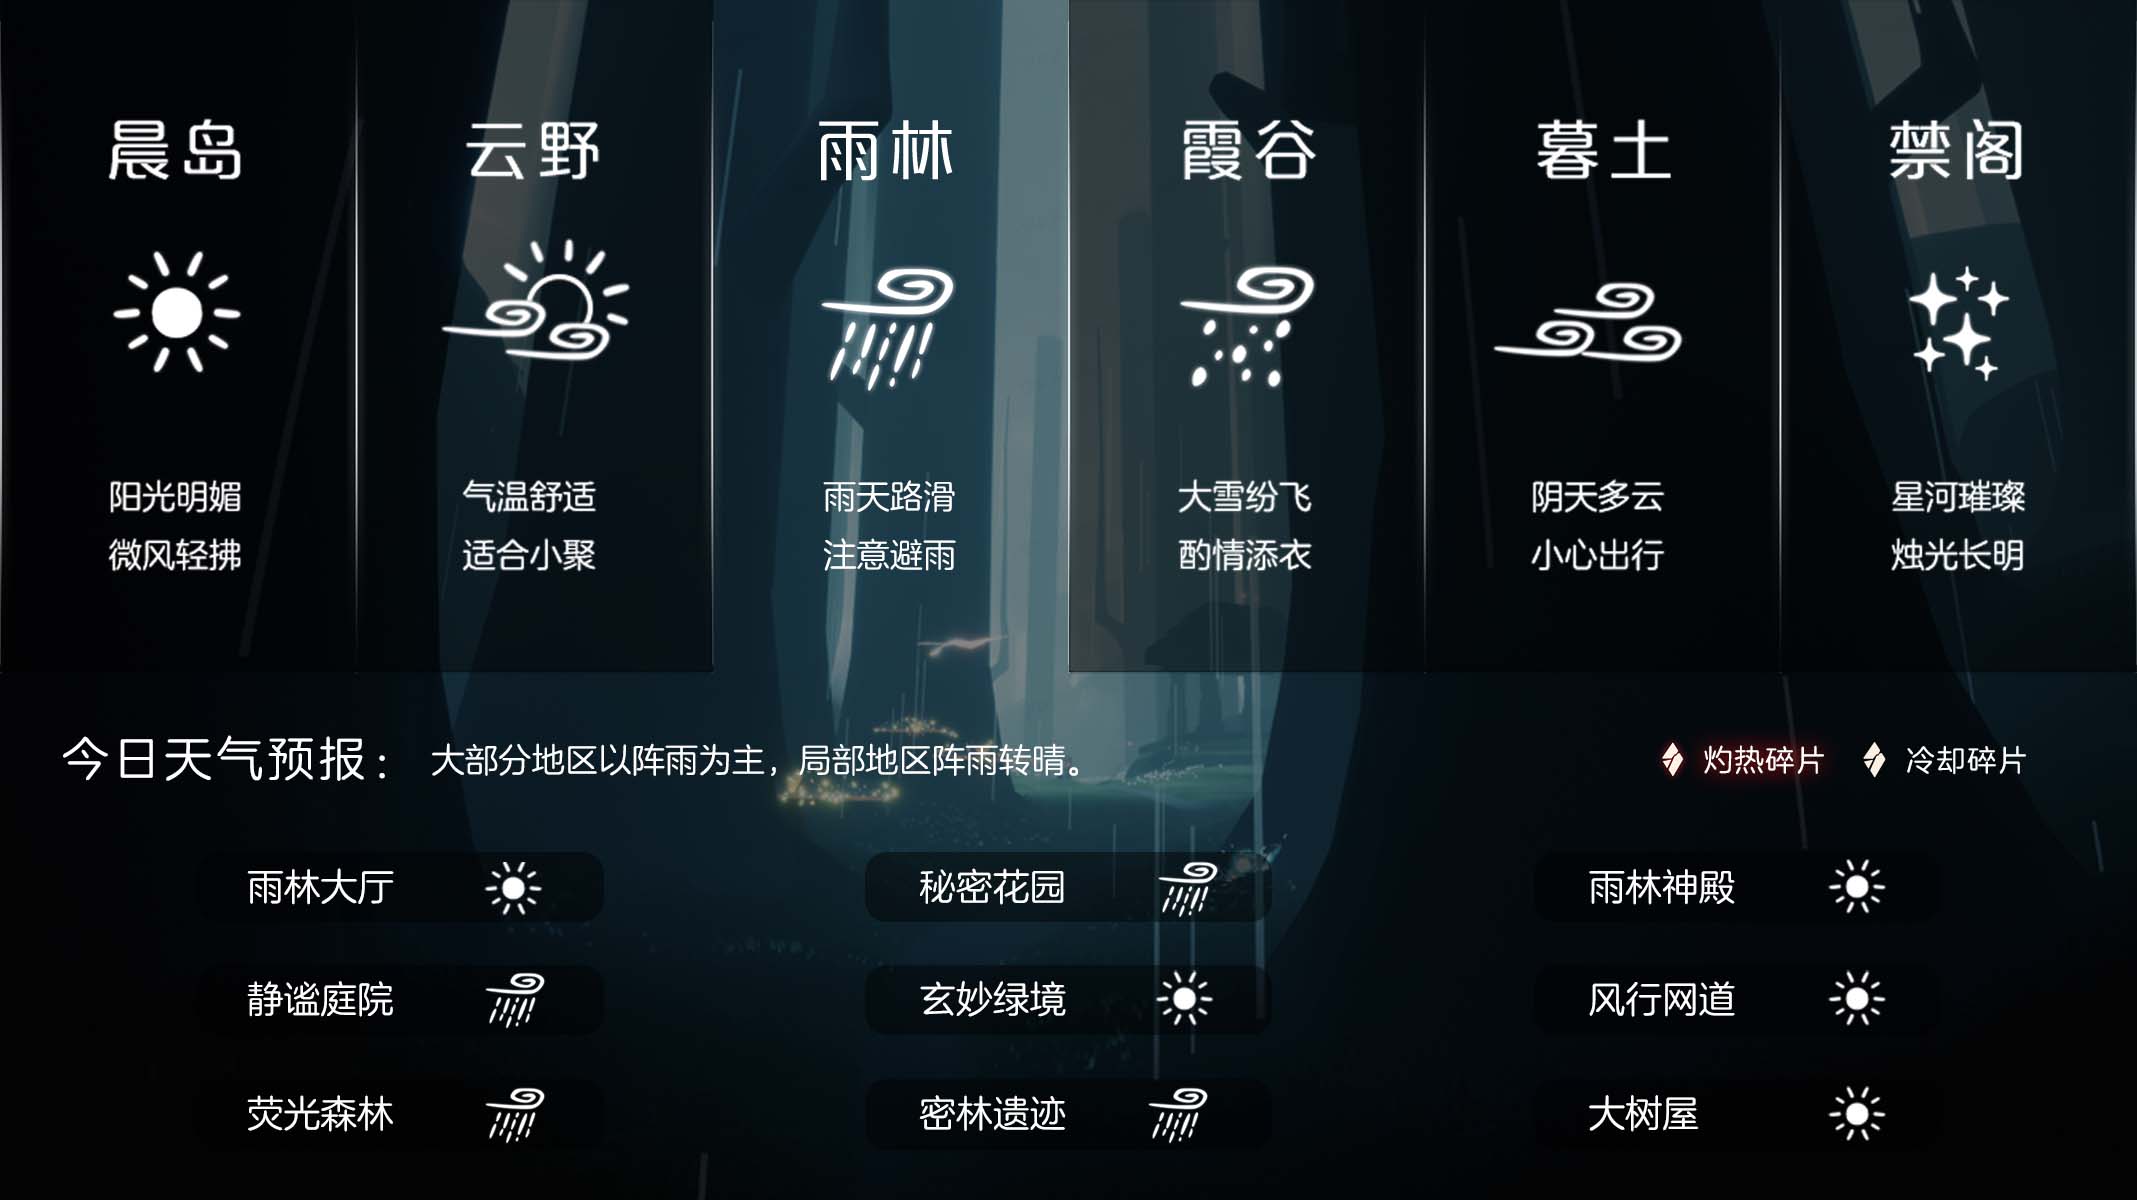 晨岛
云野
雨林
霞谷
暮土
禁阁
阳光明媚
微风轻拂
气温舒适
适合小聚
雨天路滑
注意避雨
大雪纷飞
酌情添衣
阴天多云
小心出行
星河璀璨
烛光长明
今日天气预报：
大部分地区以阵雨为主，局部地区阵雨转晴。
灼热碎片
冷却碎片
雨林大厅
秘密花园
雨林神殿
静谧庭院
玄妙绿境
风行网道
荧光森林
密林遗迹
大树屋